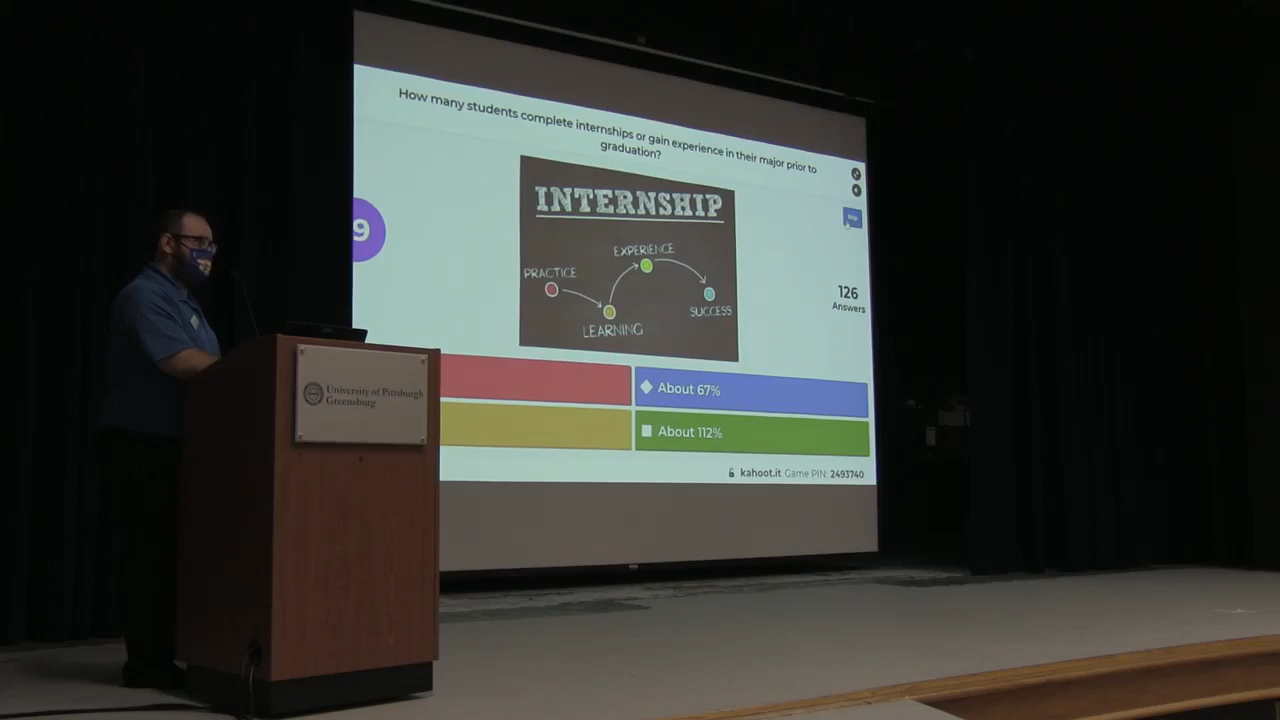 How many students complete internships or gain experience in their major prior to
graduation?
Skip
9
INTERNSHIP
EXPERIENCE
PRACTICE
SUCCESS
LEARNING
126
Answers
About 67%
About 112%
kahoot.it Game PIN: 2493740
University of Pittsburgh
Greensburg